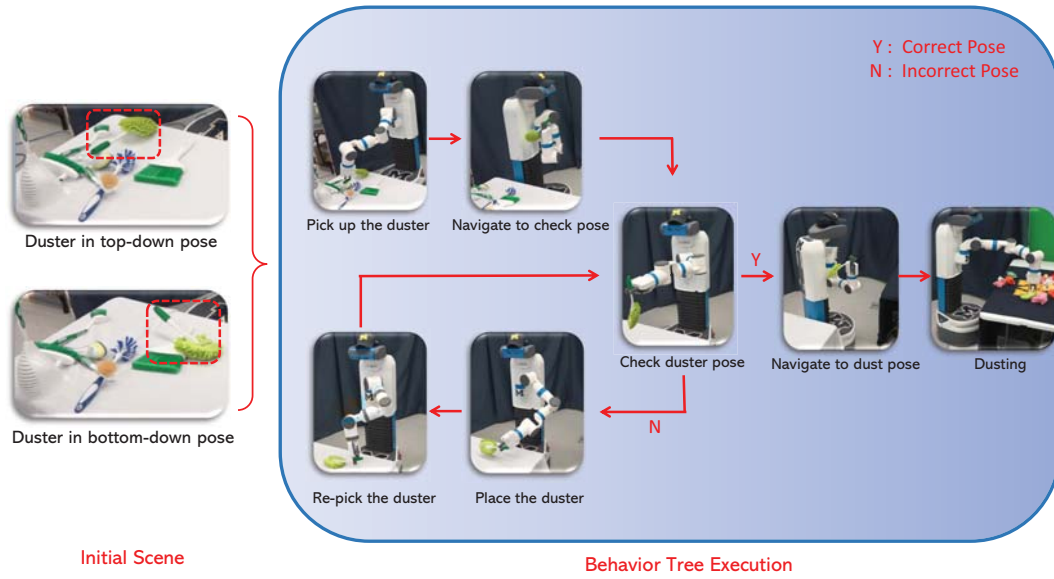 Y : Correct Pose
N : Incorrect Pose
Duster in top-down pose
Pick up the duster
Navigate to check pose
Y
Check duster pose
Navigate to dust pose
Dusting
Duster in bottom-down pose
N
Re-pick the duster
Place the duster
Initial Scene
Behavior Tree Execution